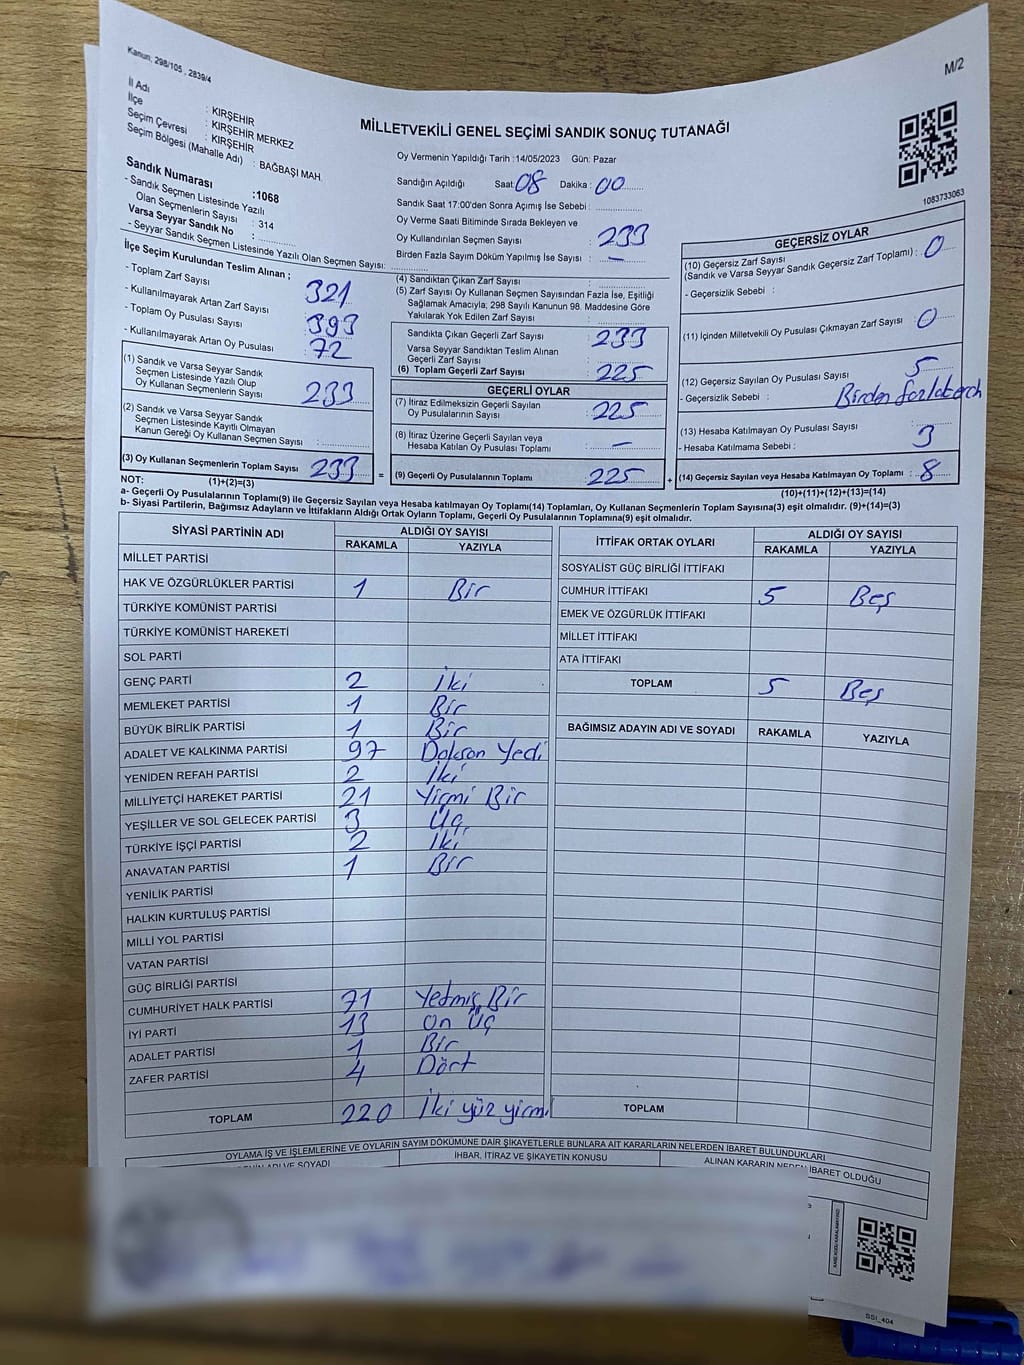 Kanun; 298/105 , 2839/4
M/2
İl Adı : KIRŞEHİR
İlçe : KIRŞEHİR MERKEZ
Seçim Çevresi : KIRŞEHİR
Seçim Bölgesi (Mahalle Adı) : BAĞBAŞI MAH.
MİLLETVEKİLİ GENEL SEÇİMİ SANDIK SONUÇ TUTANAĞI
1083733063
Sandık Numarası :1068
- Sandık Seçmen Listesinde Yazılı
Olan Seçmenlerin Sayısı : 314
Varsa Seyyar Sandık No :
- Seyyar Sandık Seçmen Listesinde Yazılı Olan Seçmen Sayısı:
Oy Vermenin Yapıldığı Tarih :14/05/2023 Gün: Pazar
Sandığın Açıldığı Saat: 08 Dakika : 00
Sandık Saat 17:00'den Sonra Açımış İse Sebebi :
Oy Verme Saati Bitiminde Sırada Bekleyen ve
Oy Kullandırılan Seçmen Sayısı : 233
Birden Fazla Sayım Döküm Yapılmış İse Sayısı : —
İlçe Seçim Kurulundan Teslim Alınan ;
- Toplam Zarf Sayısı : 321
- Kullanılmayarak Artan Zarf Sayısı :
- Toplam Oy Pusulası Sayısı : 393
- Kullanılmayarak Artan Oy Pusulası : 72
(1) Sandık ve Varsa Seyyar Sandık
Seçmen Listesinde Yazılı Olup
Oy Kullanan Seçmenlerin Sayısı : 233
(2) Sandık ve Varsa Seyyar Sandık
Seçmen Listesinde Kayıtlı Olmayan
Kanun Gereği Oy Kullanan Seçmen Sayısı :
(3) Oy Kullanan Seçmenlerin Toplam Sayısı : 233
(1)+(2)=(3)
(4) Sandıktan Çıkan Zarf Sayısı :
(5) Zarf Sayısı Oy Kullanan Seçmen Sayısından Fazla İse, Eşitliği
Sağlamak Amacıyla; 298 Sayılı Kanunun 98. Maddesine Göre
Yakılarak Yok Edilen Zarf Sayısı :
Sandıkta Çıkan Geçerli Zarf Sayısı : 233
Varsa Seyyar Sandıktan Teslim Alınan
Geçerli Zarf Sayısı :
(6) Toplam Geçerli Zarf Sayısı : 225
GEÇERLİ OYLAR
(7) İtiraz Edilmeksizin Geçerli Sayılan
Oy Pusulalarının Sayısı : 225
(8) İtiraz Üzerine Geçerli Sayılan veya
Hesaba Katılan Oy Pusulası Toplamı : —
= (9) Geçerli Oy Pusulalarının Toplamı : 225
GEÇERSİZ OYLAR
(10) Geçersiz Zarf Sayısı
(Sandık ve Varsa Seyyar Sandık Geçersiz Zarf Toplamı) : 0
- Geçersizlik Sebebi :
(11) İçinden Milletvekili Oy Pusulası Çıkmayan Zarf Sayısı : 0
(12) Geçersiz Sayılan Oy Pusulası Sayısı : 5
- Geçersizlik Sebebi : Birden
(13) Hesaba Katılmayan Oy Pusulası Sayısı : 3
- Hesaba Katılmama Sebebi :
+ (14) Geçersiz Sayılan veya Hesaba Katılmayan Oy Toplamı : 8
(10)+(11)+(12)+(13)=(14)
NOT:
a- Geçerli Oy Pusulalarının Toplamı(9) ile Geçersiz Sayılan veya Hesaba katılmayan Oy Toplamı(14) Toplamları, Oy Kullanan Seçmenlerin Toplam Sayısına(3) eşit olmalıdır. (9)+(14)=(3)
b- Siyasi Partilerin, Bağımsız Adayların ve İttifakların Aldığı Ortak Oyların Toplamı, Geçerli Oy Pusulalarının Toplamına(9) eşit olmalıdır.
SİYASİ PARTİNİN ADI ALDIĞI OY SAYISI
RAKAMLA YAZIYLA
MİLLET PARTİSİ
HAK VE ÖZGÜRLÜKLER PARTİSİ 1 Bir
TÜRKİYE KOMÜNİST PARTİSİ
TÜRKİYE KOMÜNİST HAREKETİ
SOL PARTİ
GENÇ PARTİ 2 İki
MEMLEKET PARTİSİ 1 Bir
BÜYÜK BİRLİK PARTİSİ 1 Bir
ADALET VE KALKINMA PARTİSİ 97 Doksan Yedi
YENİDEN REFAH PARTİSİ 2 İki
MİLLİYETÇİ HAREKET PARTİSİ 21 Yirmi Bir
YEŞİLLER VE SOL GELECEK PARTİSİ 3 Üç
TÜRKİYE İŞÇİ PARTİSİ 2 İki
ANAVATAN PARTİSİ 1 Bir
YENİLİK PARTİSİ
HALKIN KURTULUŞ PARTİSİ
MİLLİ YOL PARTİSİ
VATAN PARTİSİ
GÜÇ BİRLİĞİ PARTİSİ
CUMHURİYET HALK PARTİSİ 71 Yetmiş Bir
İYİ PARTİ 13 On Üç
ADALET PARTİSİ 1 Bir
ZAFER PARTİSİ 4 Dört
TOPLAM 220 İki yüz yirmi
İTTİFAK ORTAK OYLARI ALDIĞI OY SAYISI
RAKAMLA YAZIYLA
SOSYALİST GÜÇ BİRLİĞİ İTTİFAKI
CUMHUR İTTİFAKI 5 Beş
EMEK VE ÖZGÜRLÜK İTTİFAKI
MİLLET İTTİFAKI
ATA İTTİFAKI
TOPLAM 5 Beş
BAĞIMSIZ ADAYIN ADI VE SOYADI RAKAMLA YAZIYLA
TOPLAM
OYLAMA İŞ VE İŞLEMLERİNE VE OYLARIN SAYIM DÖKÜMÜNE DAİR ŞİKAYETLERLE BUNLARA AİT KARARLARIN NELERDEN İBARET BULUNDUKLARI
ADI VE SOYADI İHBAR, İTİRAZ VE ŞİKAYETİN KONUSU ALINAN KARARIN NEDEN İBARET OLDUĞU
SSI_404